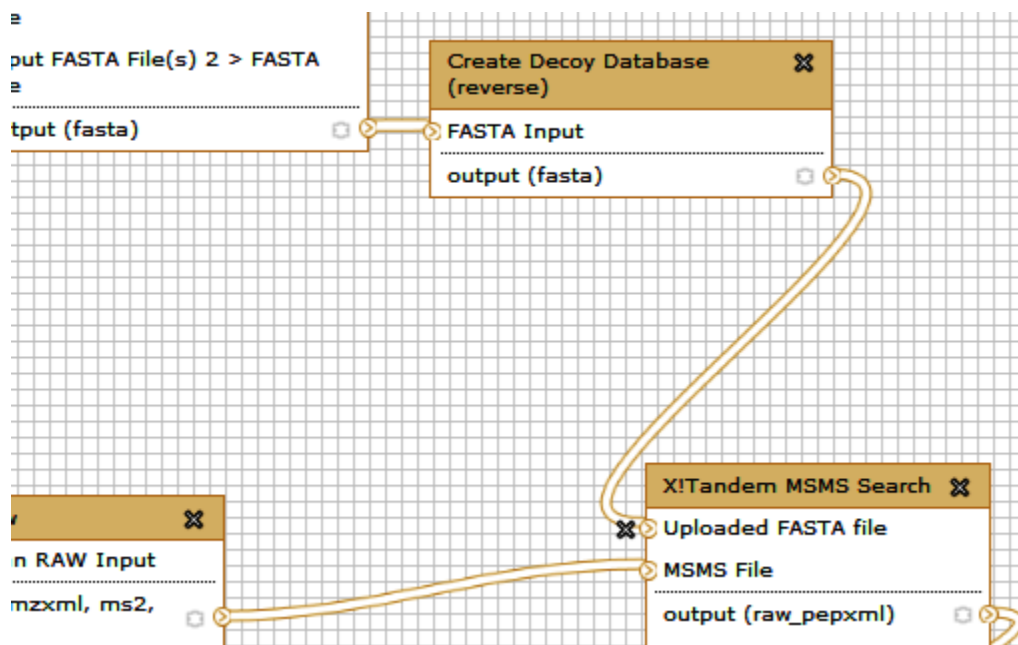 put FASTA File(s) 2 > FASTA
tput (fasta)
Create Decoy Database
(reverse)
FASTA Input
output (fasta)
X!Tandem MSMS Search
Uploaded FASTA file
MSMS File
output (raw_pepxml)
n RAW Input
mzxml, ms2,